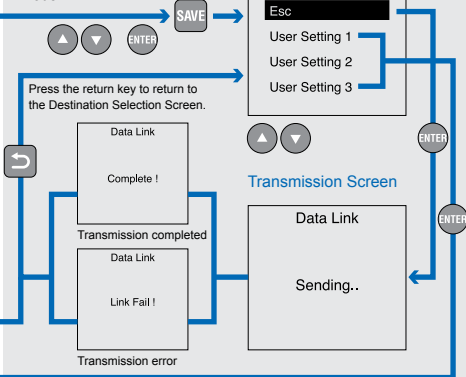 SAVE
ENTER
Esc
User Setting 1
User Setting 2
User Setting 3
Press the return key to return to
the Destination Selection Screen.
Data Link
Complete !
Transmission completed
Data Link
Link Fail !
Transmission error
ENTER
Transmission Screen
Data Link
Sending..
ENTER